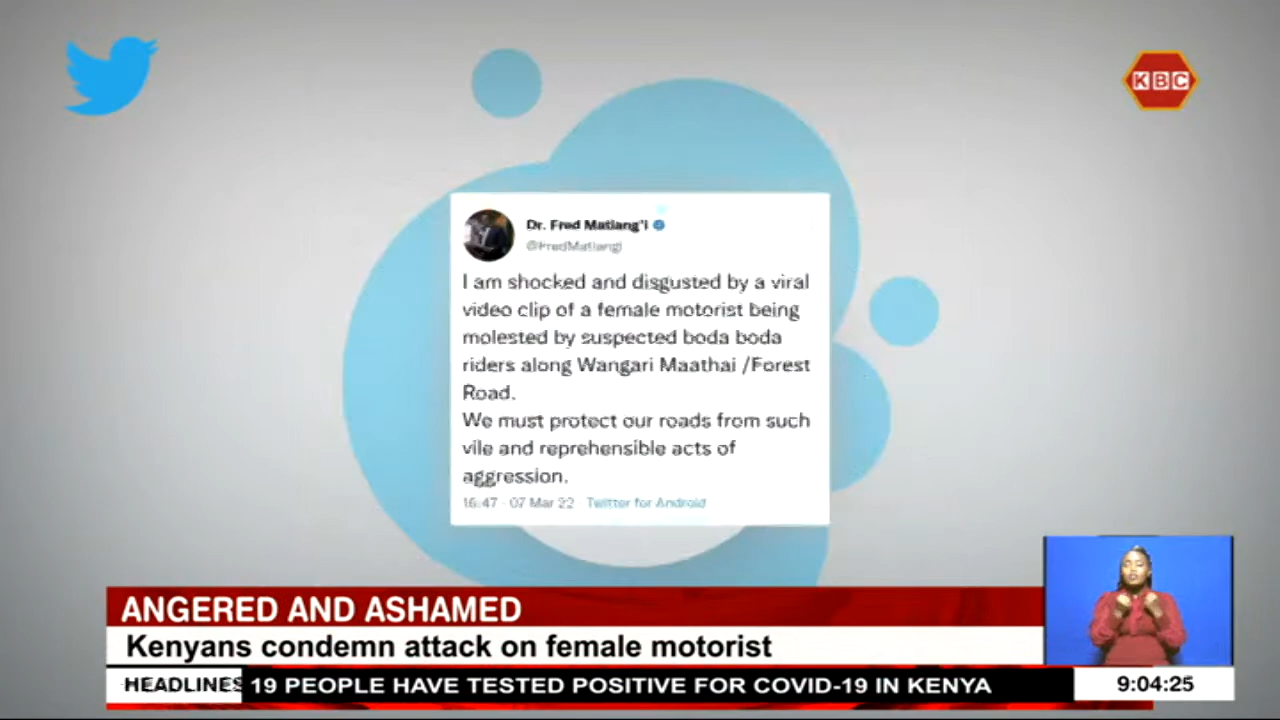 KBC
Dr. Fred Matiang'i
@FredMatiangi
I am shocked and disgusted by a viral
video clip of a female motorist being
molested by suspected boda boda
riders along Wangari Maathai /Forest
Road.
We must protect our roads from such
vile and reprehensible acts of
aggression.
16:47 · 07 Mar 22 Twitter for Android
ANGERED AND ASHAMED
Kenyans condemn attack on female motorist
HEADLINES 19 PEOPLE HAVE TESTED POSITIVE FOR COVID-19 IN KENYA
9:04:25